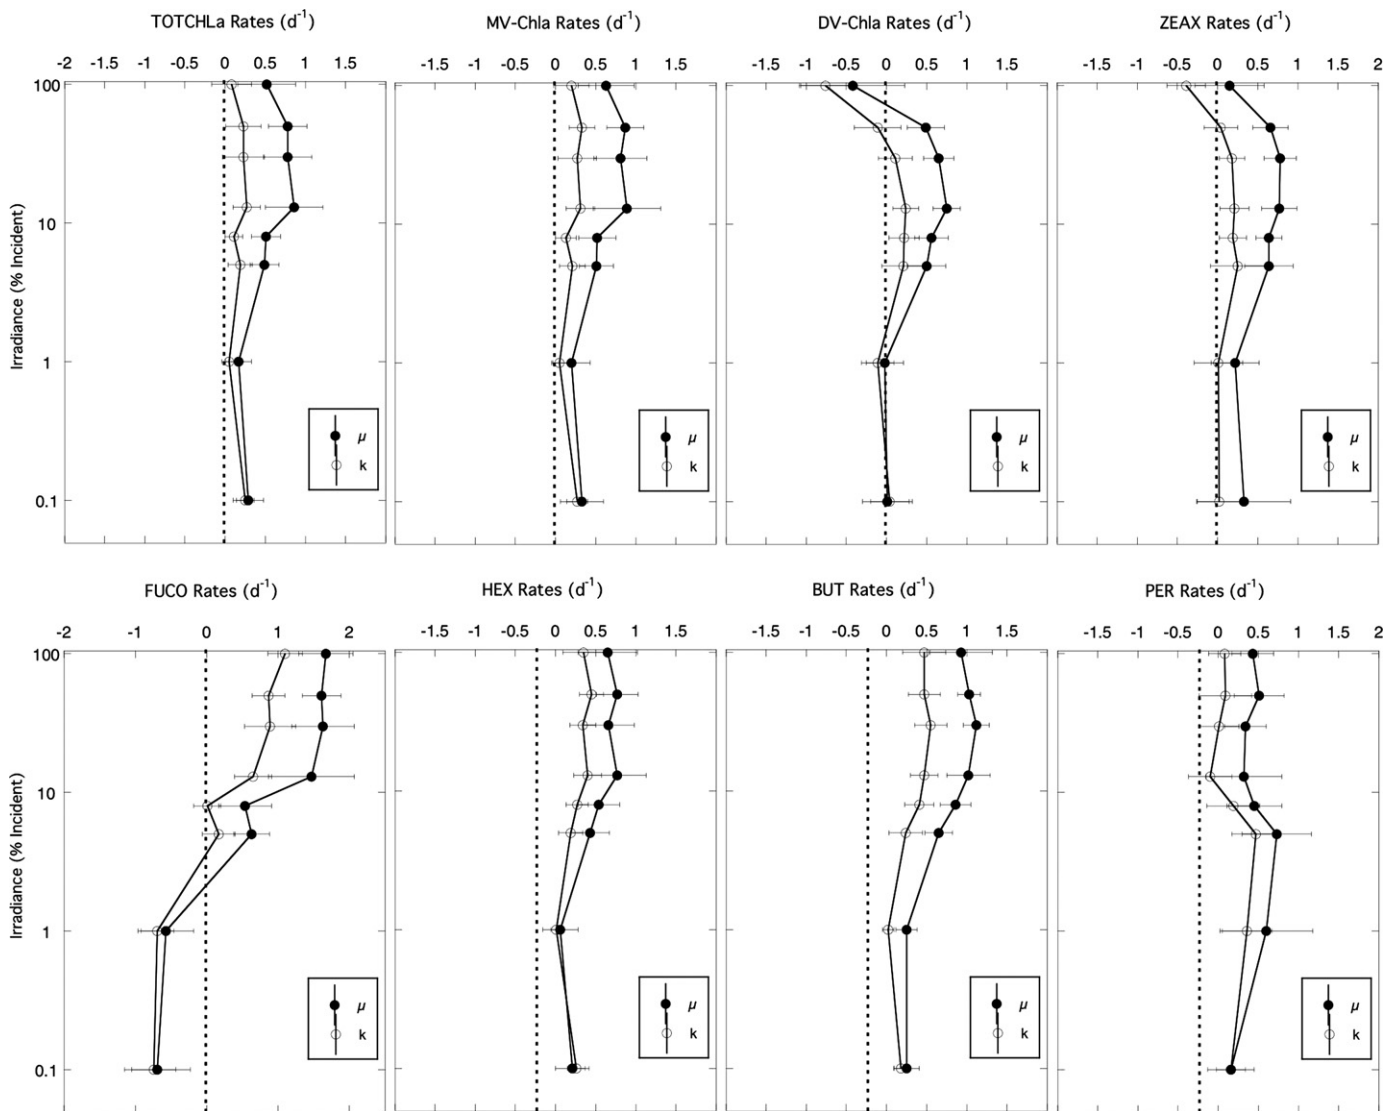 TOTCHLa Rates (d⁻¹) MV-Chla Rates (d⁻¹) DV-Chla Rates (d⁻¹) ZEAX Rates (d⁻¹)
-2 -1.5 -1 -0.5 0 0.5 1 1.5 -1.5 -1 -0.5 0 0.5 1 1.5 -1.5 -1 -0.5 0 0.5 1 1.5 -1.5 -1 -0.5 0 0.5 1 1.5 2
100
10
1
0.1
Irradiance (% Incident)
μ μ μ μ
k k k k
FUCO Rates (d⁻¹) HEX Rates (d⁻¹) BUT Rates (d⁻¹) PER Rates (d⁻¹)
-2 -1 0 1 2 -1.5 -1 -0.5 0 0.5 1 1.5 -1.5 -1 -0.5 0 0.5 1 1.5 -1.5 -1 -0.5 0 0.5 1 1.5 2
100
10
1
0.1
Irradiance (% Incident)
μ μ μ μ
k k k k